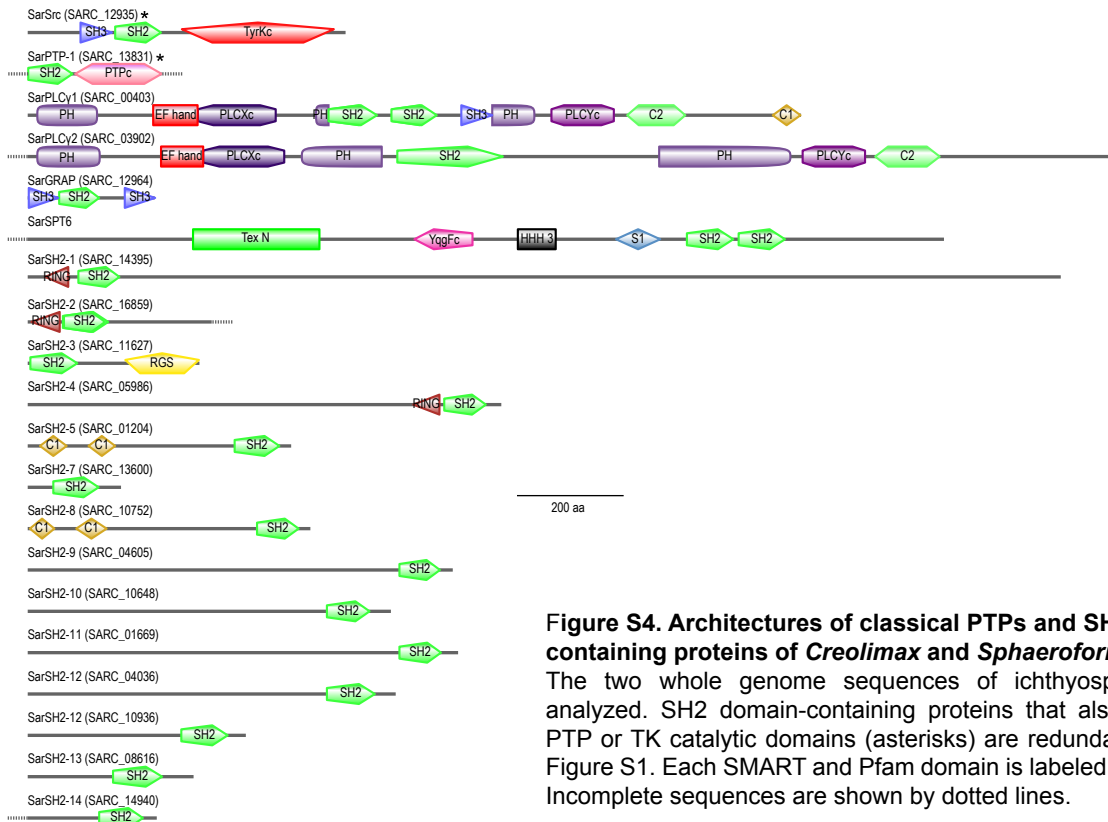 SarSrc (SARC_12935) *
SH3 SH2 TyrKc
SarPTP-1 (SARC_13831) *
SH2 PTPc
SarPLCγ1 (SARC_00403)
PH EF hand PLCXc PH SH2 SH2 SH3 PH PLCYc C2 C1
SarPLCγ2 (SARC_03902)
PH EF hand PLCXc PH SH2 PH PLCYc C2
SarGRAP (SARC_12964)
SH3 SH2 SH3
SarSPT6
Tex N YqgFc HHH 3 S1 SH2 SH2
SarSH2-1 (SARC_14395)
RING SH2
SarSH2-2 (SARC_16859)
RING SH2
SarSH2-3 (SARC_11627)
SH2 RGS
SarSH2-4 (SARC_05986)
RING SH2
SarSH2-5 (SARC_01204)
C1 C1 SH2
SarSH2-7 (SARC_13600)
SH2
200 aa
SarSH2-8 (SARC_10752)
C1 C1 SH2
SarSH2-9 (SARC_04605)
SH2
SarSH2-10 (SARC_10648)
SH2
SarSH2-11 (SARC_01669)
SH2
SarSH2-12 (SARC_04036)
SH2
SarSH2-12 (SARC_10936)
SH2
SarSH2-13 (SARC_08616)
SH2
SarSH2-14 (SARC_14940)
SH2
Figure S4. Architectures of classical PTPs and SH
containing proteins of Creolimax and Sphaerofor
The two whole genome sequences of ichthyosp
analyzed. SH2 domain-containing proteins that als
PTP or TK catalytic domains (asterisks) are redunda
Figure S1. Each SMART and Pfam domain is labeled
Incomplete sequences are shown by dotted lines.